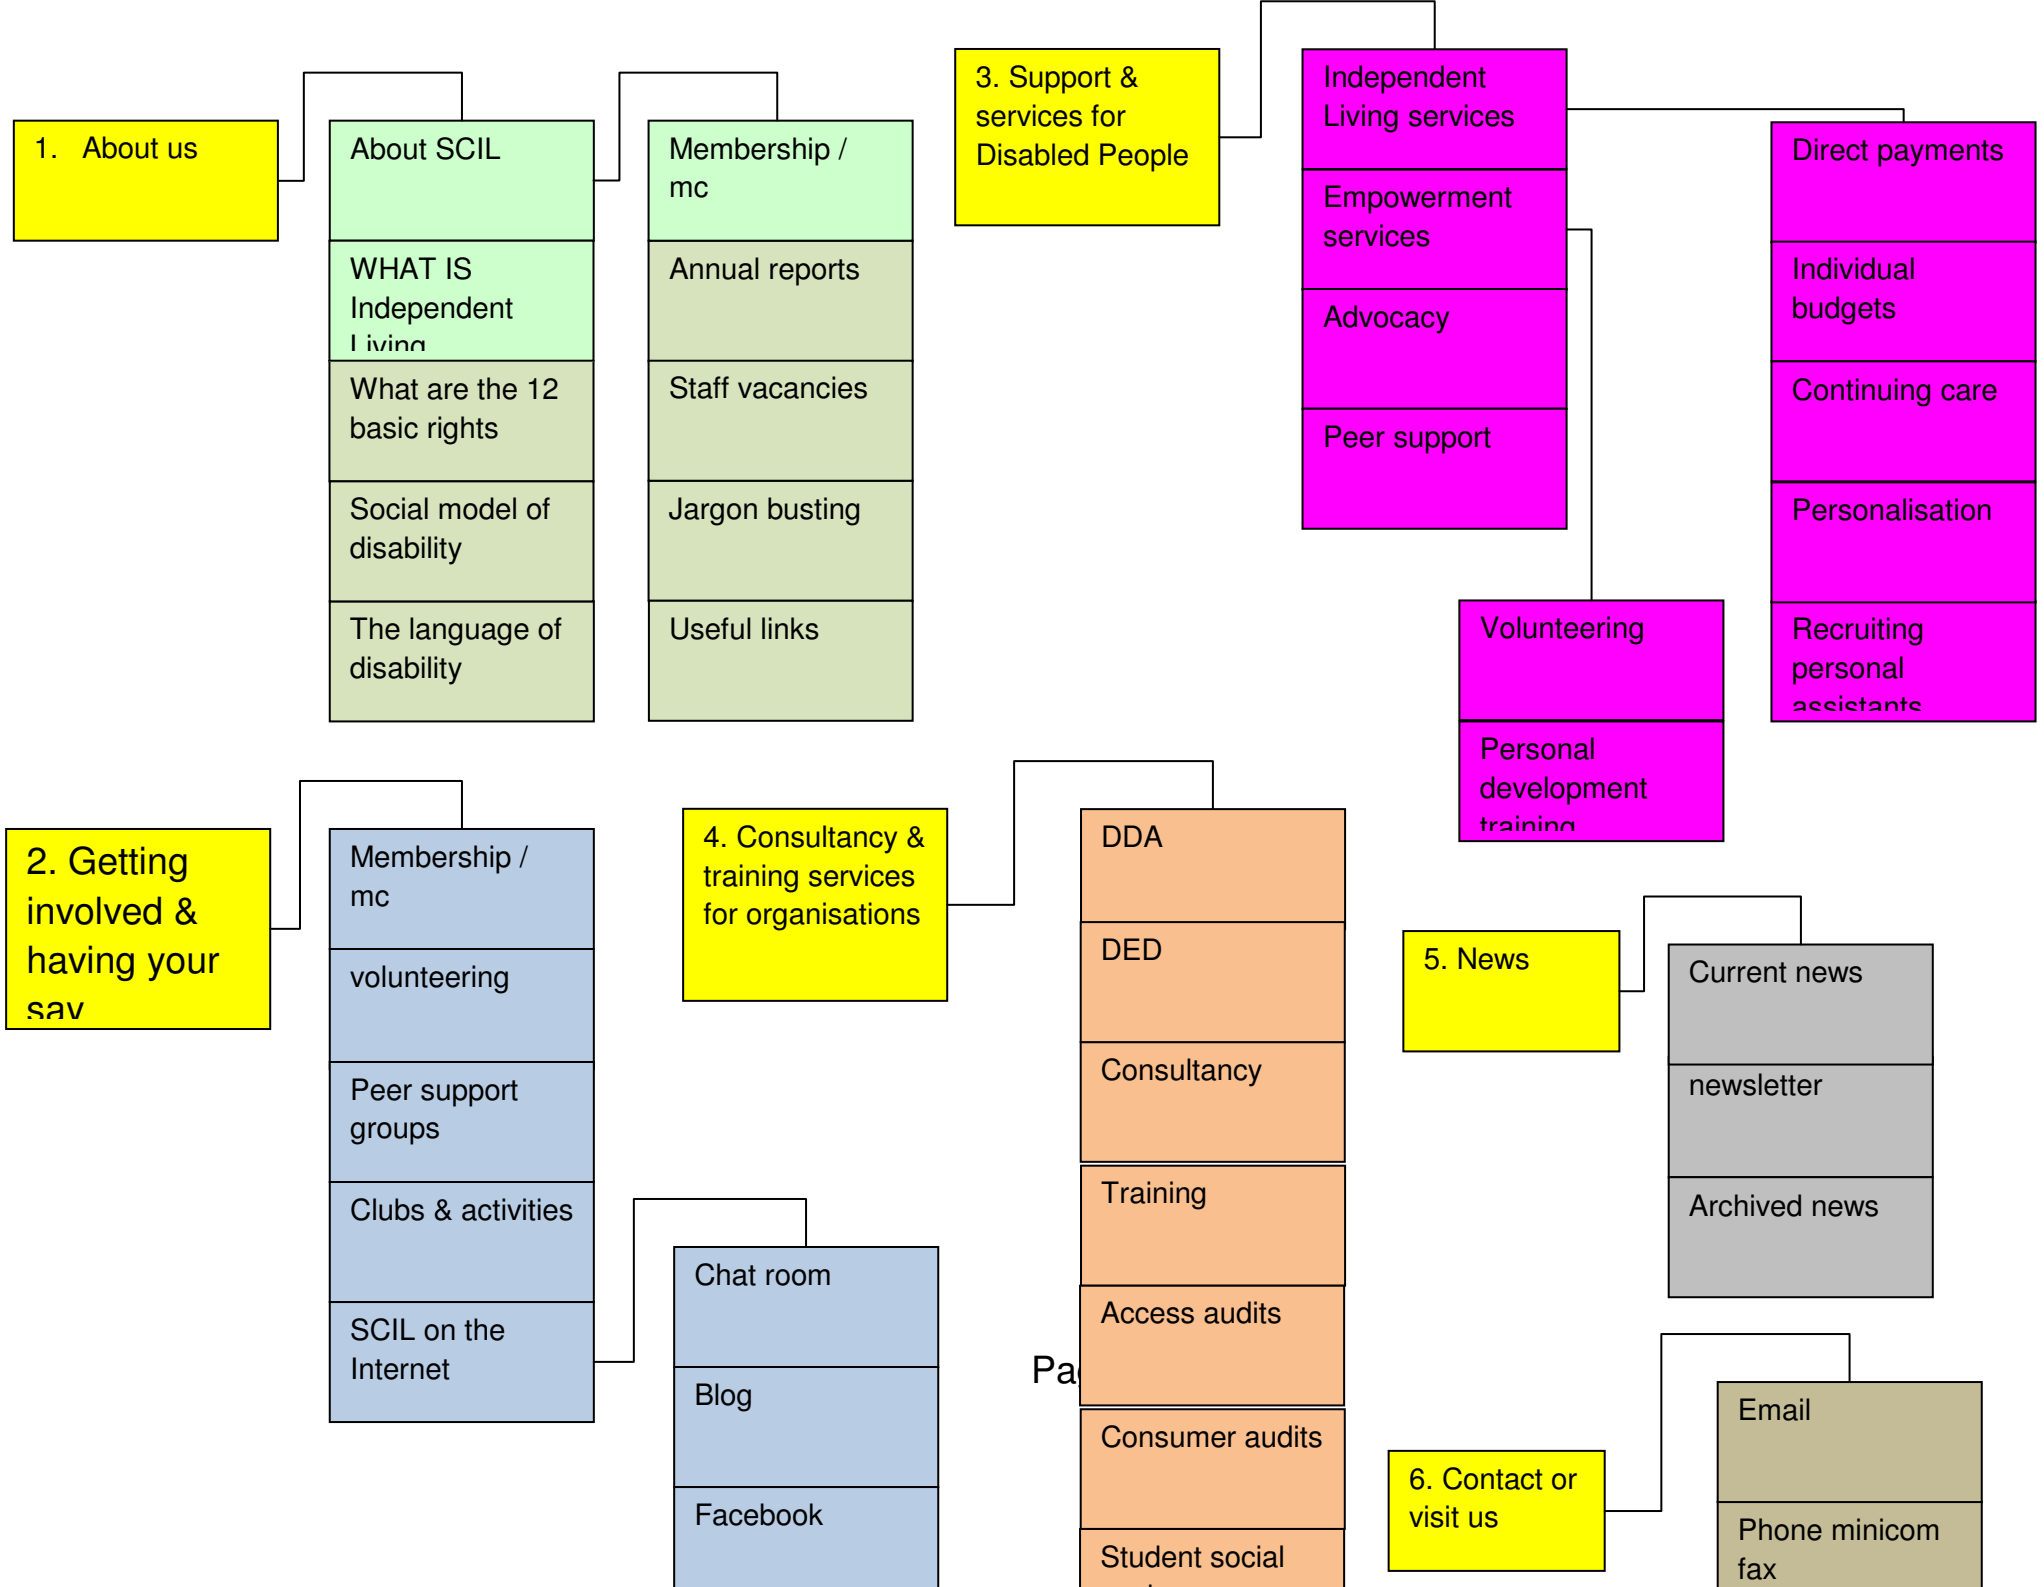 1. About us
About SCIL
WHAT IS
Independent
Living
What are the 12
basic rights
Social model of
disability
The language of
disability
Membership /
mc
Annual reports
Staff vacancies
Jargon busting
Useful links
3. Support &
services for
Disabled People
Independent
Living services
Empowerment
services
Advocacy
Peer support
Direct payments
Individual
budgets
Continuing care
Personalisation
Recruiting
personal
assistants
Volunteering
Personal
development
training
2. Getting
involved &
having your
say
Membership /
mc
volunteering
Peer support
groups
Clubs & activities
SCIL on the
Internet
Chat room
Blog
Facebook
4. Consultancy &
training services
for organisations
DDA
DED
Consultancy
Training
Access audits
Consumer audits
Student social
5. News
Current news
newsletter
Archived news
6. Contact or
visit us
Email
Phone minicom
fax